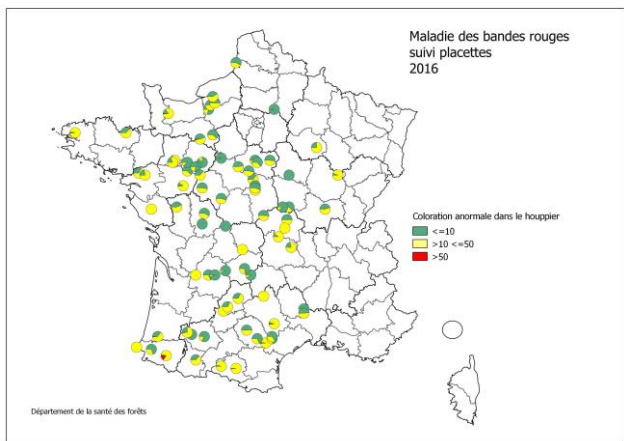 Maladie des bandes rouges
suivi placettes
2016
Coloration anormale dans le houppier
<=10
>10 <=50
>50
Département de la santé des forêts